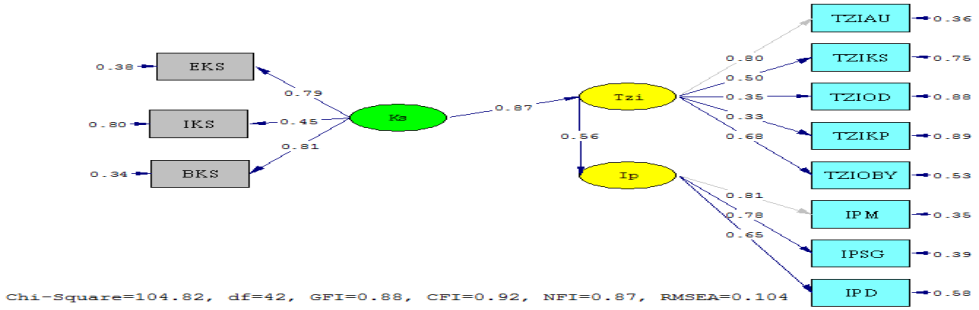 TZIAU 0.36
0.38 EKS
0.80
TZIKS 0.75
0.79
0.50
Tzi
0.87
0.35
TZIOD 0.88
0.80 IKS
0.45
Ks
0.33
0.56
0.68
TZIKP 0.89
0.81
0.34 BKS
Ip
TZIOBY 0.53
0.81
0.78
IPM 0.35
0.65
IPSG 0.39
Chi-Square=104.82, df=42, GFI=0.88, CFI=0.92, NFI=0.87, RMSEA=0.104
IPD 0.58